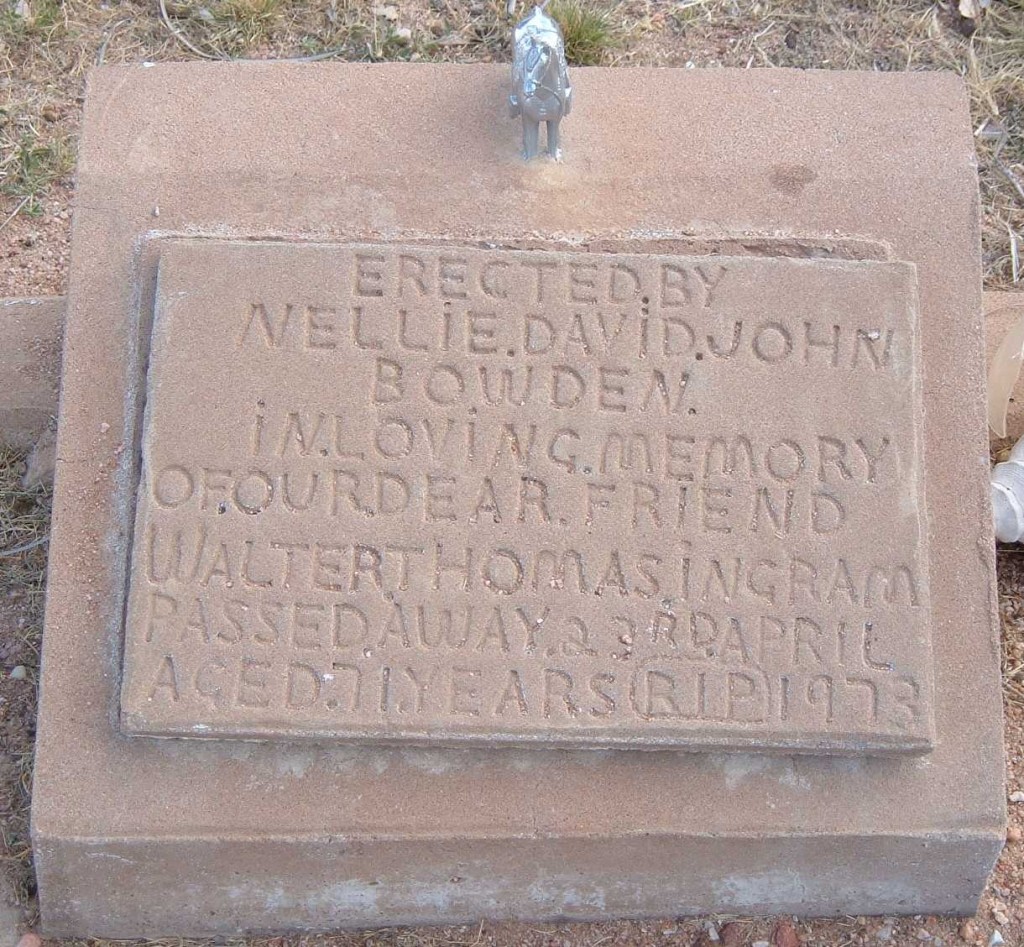 ERECTED.BY
NELLiE.DAViD.JOHN
BOWDEN.
iN.LOViNG.MEMORY
OF.OUR.DEAR.FRiEND
WALTER.THOMAS iNGRAM
PASSED.AWAY.23RD.APRIL
AGED.71.YEARS (R.I.P) 1973